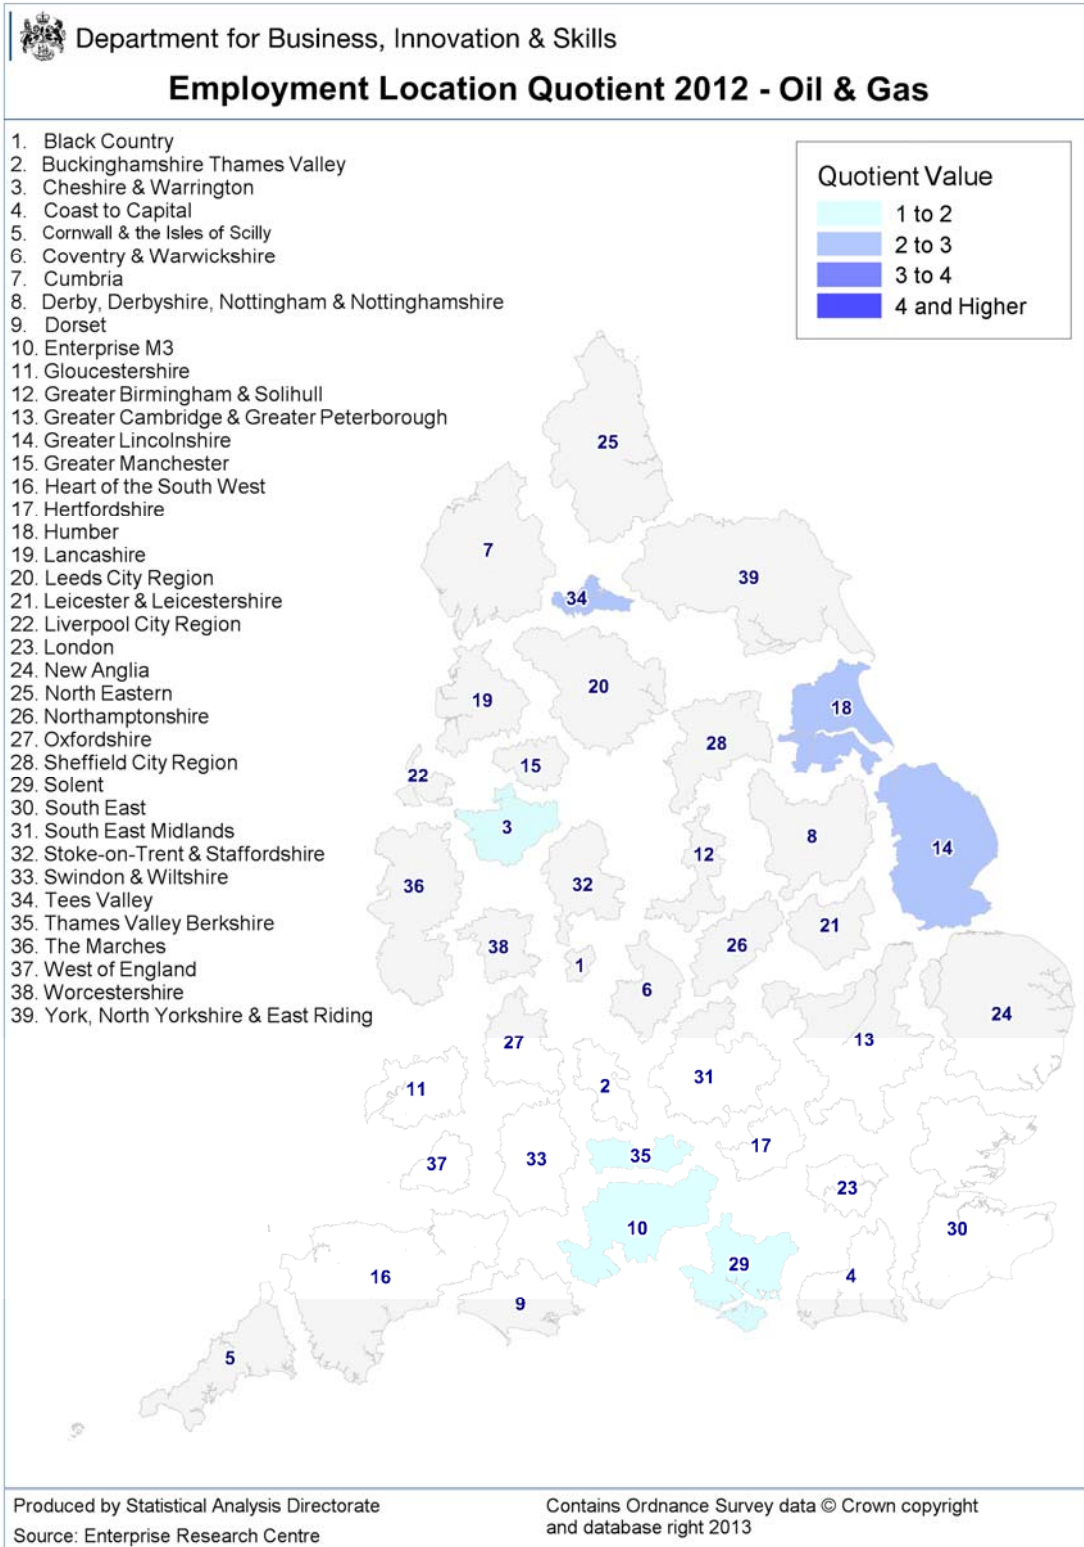 Department for Business, Innovation & Skills
Employment Location Quotient 2012 - Oil & Gas
1. Black Country
2. Buckinghamshire Thames Valley
3. Cheshire & Warrington
4. Coast to Capital
5. Cornwall & the Isles of Scilly
6. Coventry & Warwickshire
7. Cumbria
8. Derby, Derbyshire, Nottingham & Nottinghamshire
9. Dorset
10. Enterprise M3
11. Gloucestershire
12. Greater Birmingham & Solihull
13. Greater Cambridge & Greater Peterborough
14. Greater Lincolnshire
15. Greater Manchester
16. Heart of the South West
17. Hertfordshire
18. Humber
19. Lancashire
20. Leeds City Region
21. Leicester & Leicestershire
22. Liverpool City Region
23. London
24. New Anglia
25. North Eastern
26. Northamptonshire
27. Oxfordshire
28. Sheffield City Region
29. Solent
30. South East
31. South East Midlands
32. Stoke-on-Trent & Staffordshire
33. Swindon & Wiltshire
34. Tees Valley
35. Thames Valley Berkshire
36. The Marches
37. West of England
38. Worcestershire
39. York, North Yorkshire & East Riding
Quotient Value
1 to 2
2 to 3
3 to 4
4 and Higher
25
7
39
34
20
19
18
28
15
22
3
8
14
12
36
32
21
26
38
1
6
24
27
13
31
2
11
17
35
33
37
23
10
30
29
4
16
9
5
Produced by Statistical Analysis Directorate
Source: Enterprise Research Centre
Contains Ordnance Survey data © Crown copyright
and database right 2013